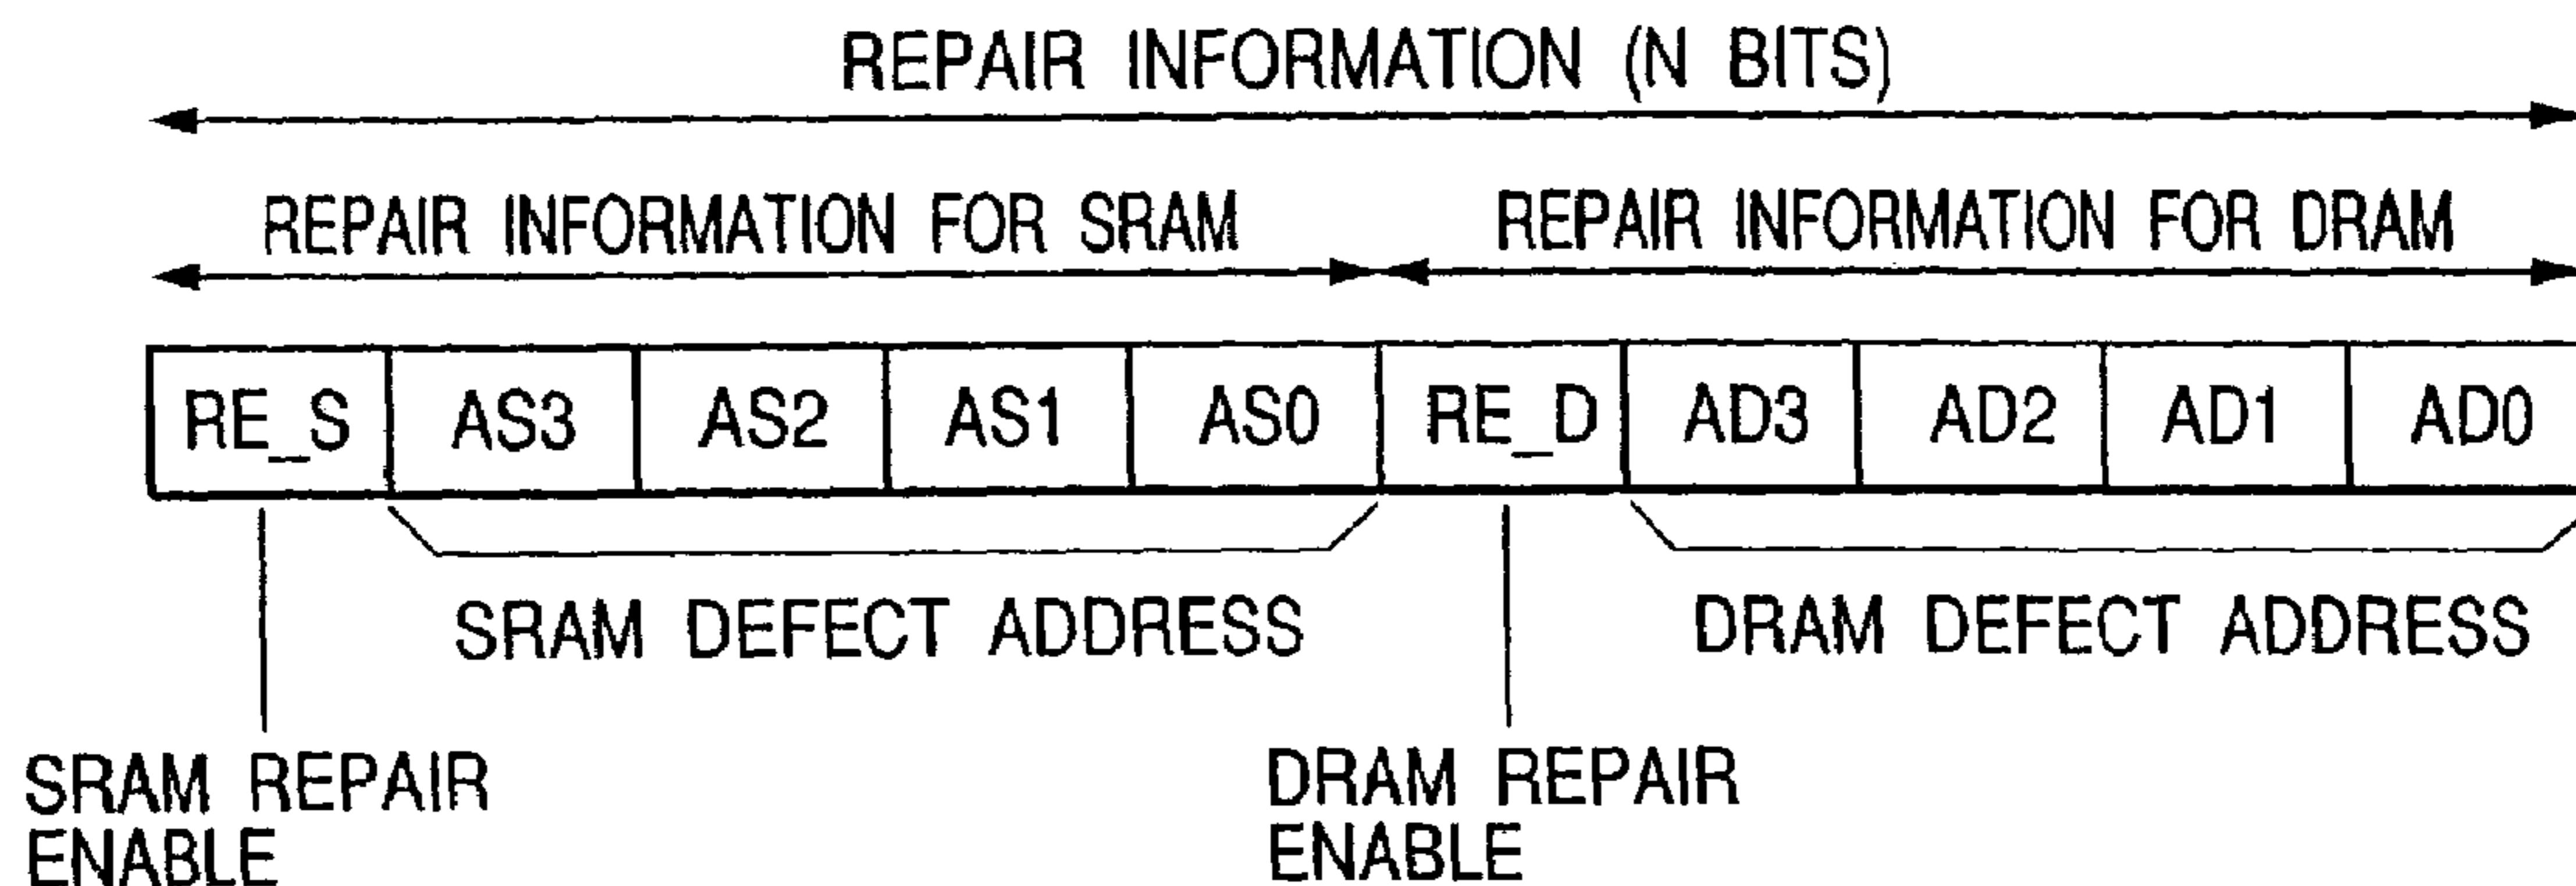 REPAIR INFORMATION (N BITS)
REPAIR INFORMATION FOR SRAM REPAIR INFORMATION FOR DRAM
RE_S AS3 AS2 AS1 AS0 RE_D AD3 AD2 AD1 AD0
SRAM DEFECT ADDRESS DRAM DEFECT ADDRESS
SRAM REPAIR ENABLE
DRAM REPAIR ENABLE